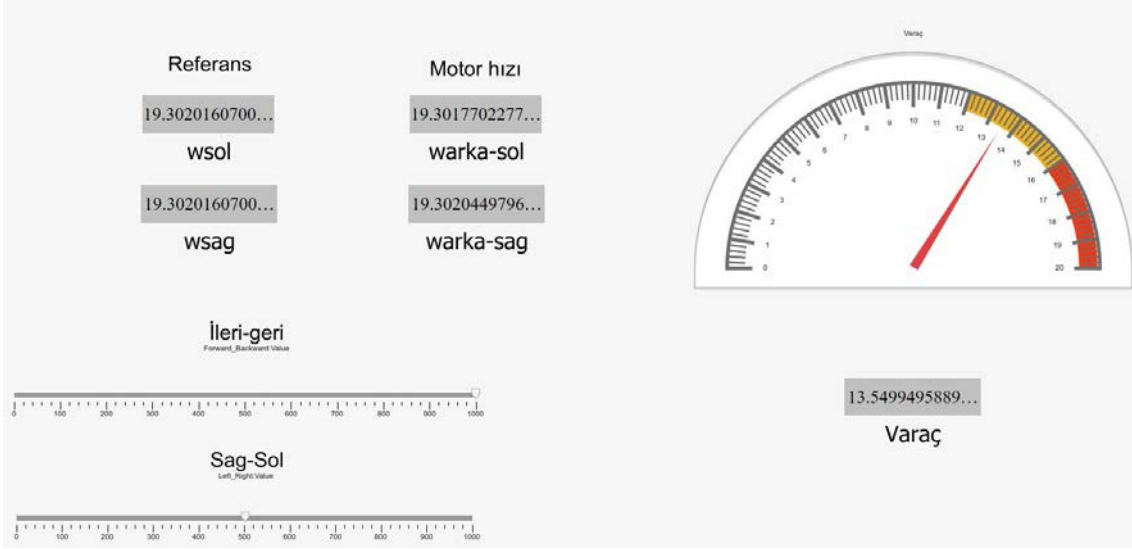 Referans
Motor hızı
19.3020160700…
19.3017702277…
wsol
warka-sol
19.3020160700…
19.3020449796…
wsag
warka-sag
Varaç
0 1 2 3 4 5 6 7 8 9 10 11 12 13 14 15 16 17 18 19 20
İleri-geri
Forward_Backward:Value
0 100 200 300 400 500 600 700 800 900 1000
Sag-Sol
Left_Right:Value
0 100 200 300 400 500 600 700 800 900 1000
13.5499495889…
Varaç